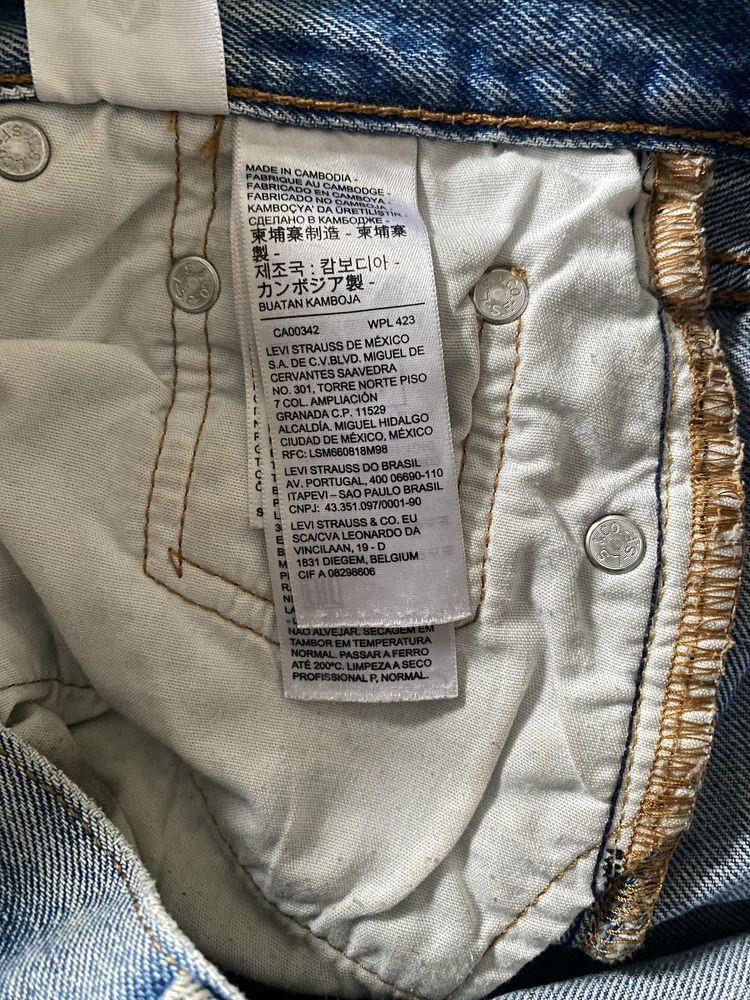 MADE IN CAMBODIA -
FABRIQUE AU CAMBODGE -
FABRICADO EN CAMBOYA -
FABRICADO NO CAMBOJA
KAMBOÇYA' DA ÜRETİLİŞTİR -
СДЕЛАНО В КАМБОДЖЕ -
柬埔寨制造 - 柬埔寨
製 -
제조국 : 캄보디아 -
カンボジア製 -
BUATAN KAMBOJA
CA00342 WPL 423
LEVI STRAUSS DE MÉXICO
S.A. DE C.V.BLVD. MIGUEL DE
CERVANTES SAAVEDRA
NO. 301, TORRE NORTE PISO
7 COL. AMPLIACIÓN
GRANADA C.P. 11529
ALCALDÍA. MIGUEL HIDALGO
CIUDAD DE MÉXICO, MÉXICO
RFC: LSM660818M98
LEVI STRAUSS DO BRASIL
AV. PORTUGAL, 400 06690-110
ITAPEVI – SAO PAULO BRASIL
CNPJ: 43.351.097/0001-90
LEVI STRAUSS & CO. EU
SCA/CVA LEONARDO DA
VINCILAAN, 19 - D
1831 DIEGEM, BELGIUM
CIF A 08298606
NÃO ALVEJAR. SECAGEM EM
TAMBOR EM TEMPERATURA
NORMAL. PASSAR A FERRO
ATÉ 200ºC. LIMPEZA A SECO
PROFISSIONAL P, NORMAL.